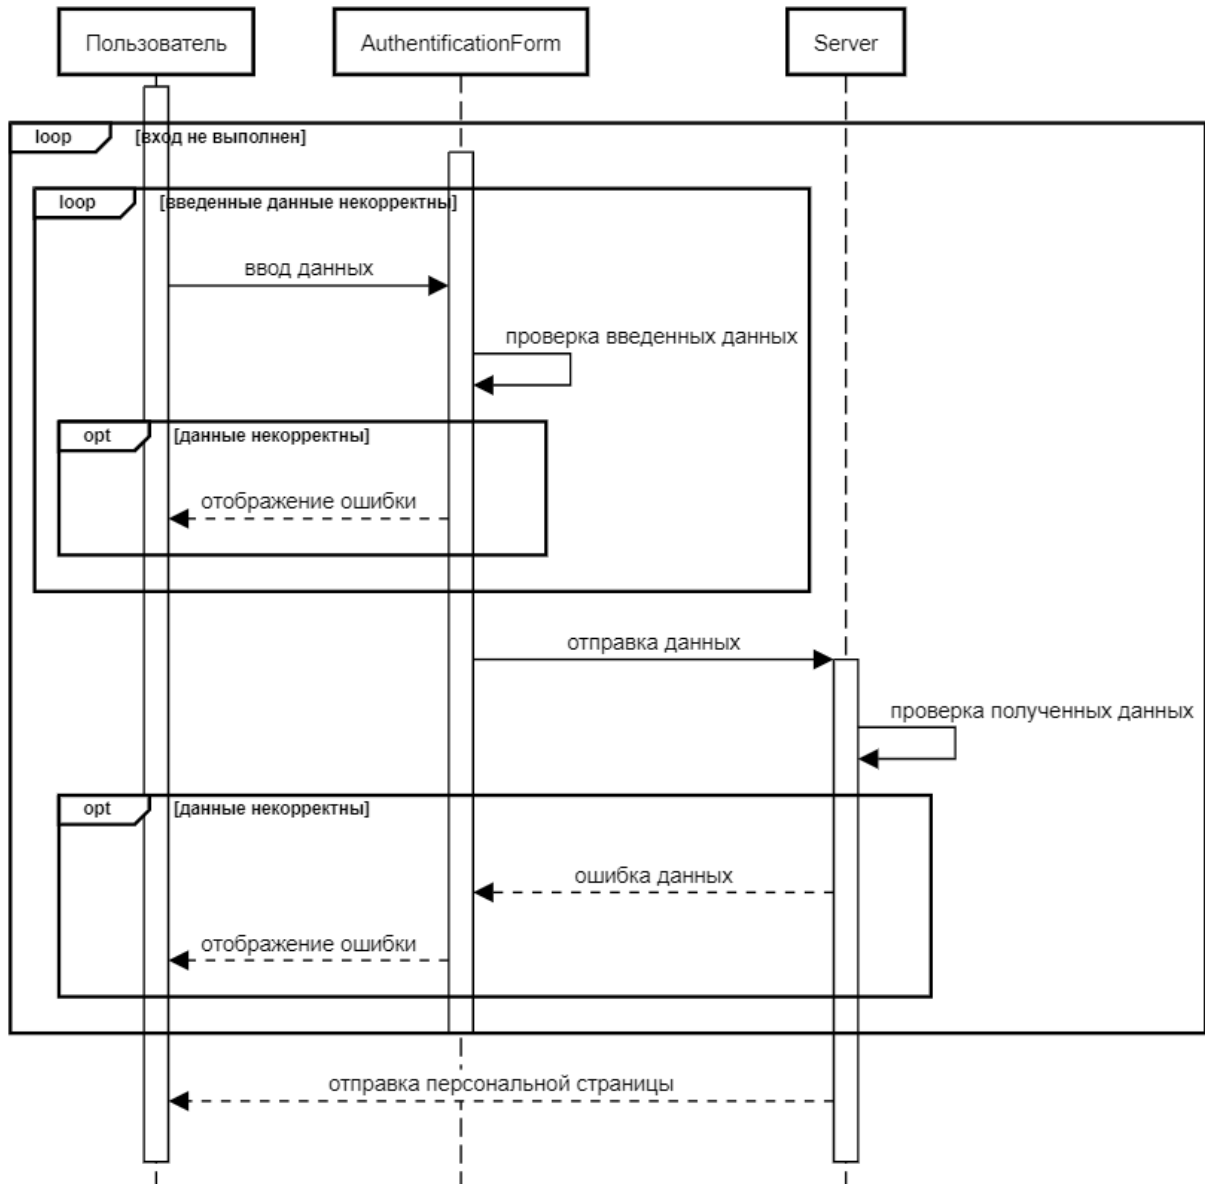 Пользователь
AuthentificationForm
Server
loop
[вход не выполнен]
loop
[введенные данные некорректны]
ввод данных
проверка введенных данных
opt
[данные некорректны]
отображение ошибки
отправка данных
проверка полученных данных
opt
[данные некорректны]
ошибка данных
отображение ошибки
отправка персональной страницы